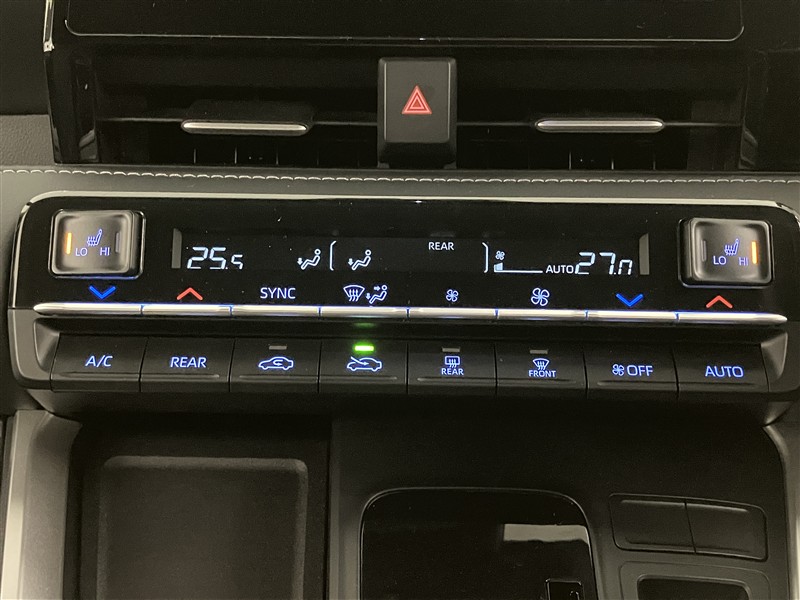 LO HI
25.5
REAR
AUTO 27.0
LO HI
SYNC
A/C
REAR
REAR
FRONT
OFF
AUTO